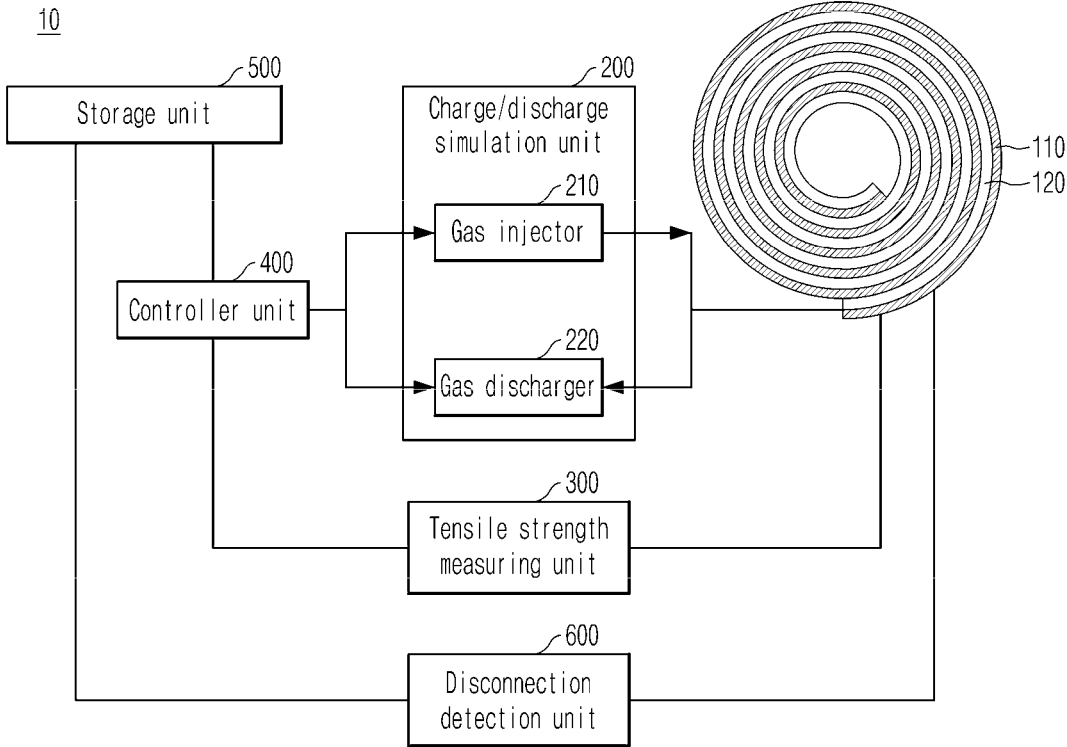 10
500
Storage unit
200
Charge/discharge
simulation unit
210
Gas injector
220
Gas discharger
110
120
400
Controller unit
300
Tensile strength
measuring unit
600
Disconnection
detection unit